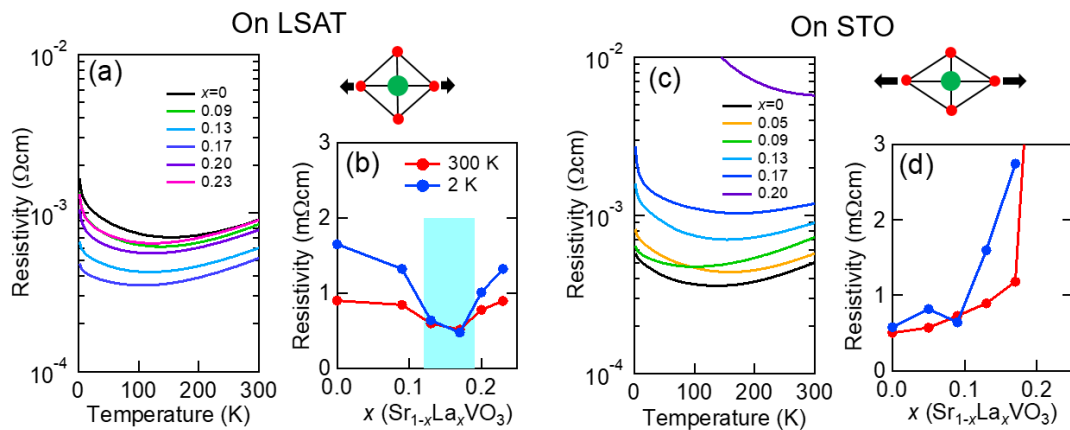 On LSAT
On STO
(a)
x=0
0.09
0.13
0.17
0.20
0.23
10⁻²
10⁻³
10⁻⁴
Resistivity (Ωcm)
0
100
200
300
Temperature (K)
(b)
300 K
2 K
3
2
1
0
Resistivity (mΩcm)
0.0
0.1
0.2
x (Sr₁₋ₓLaₓVO₃)
(c)
x=0
0.05
0.09
0.13
0.17
0.20
10⁻²
10⁻³
10⁻⁴
Resistivity (Ωcm)
0
100
200
300
Temperature (K)
(d)
3
2
1
0
Resistivity (mΩcm)
0.0
0.1
0.2
x (Sr₁₋ₓLaₓVO₃)